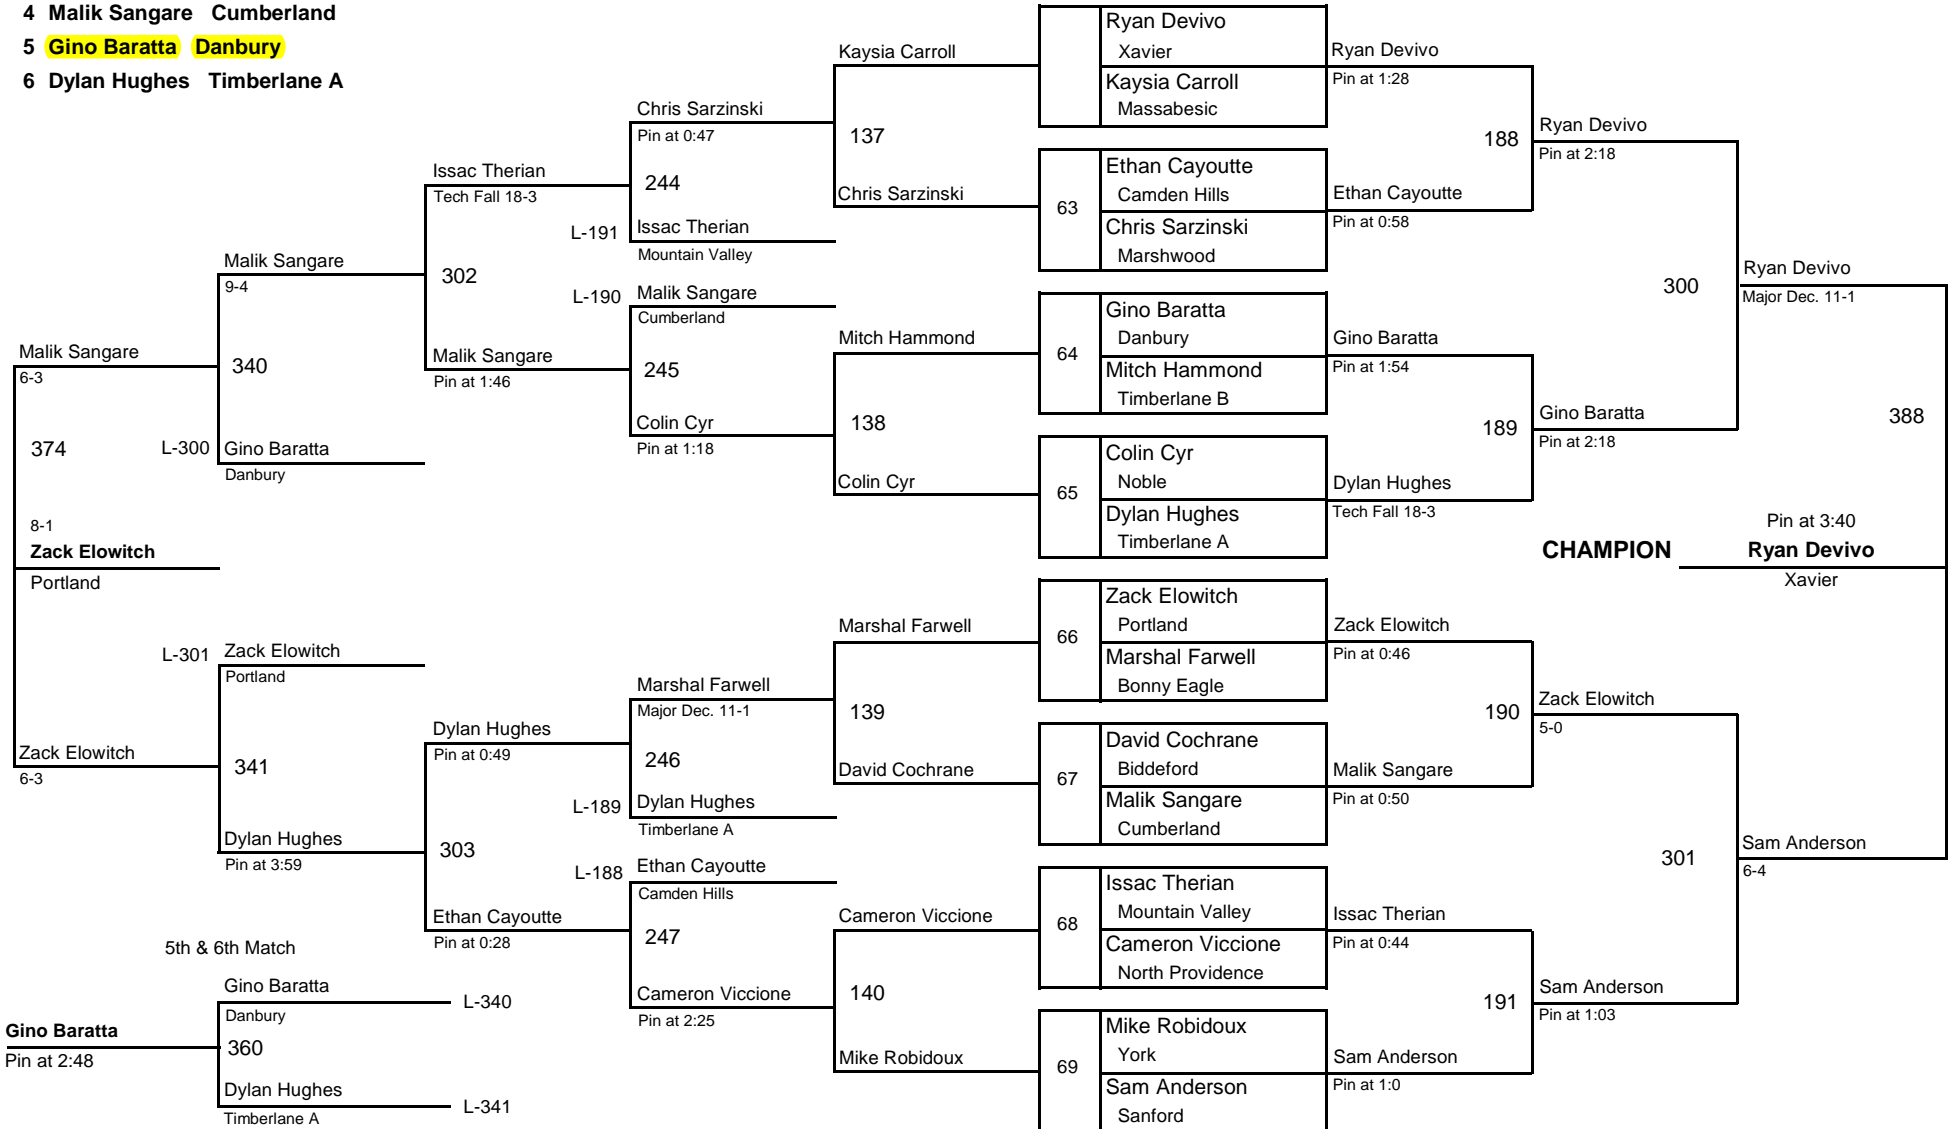 4 Malik Sangare Cumberland
5 Gino Baratta Danbury
6 Dylan Hughes Timberlane A
Malik Sangare
6-3
374
8-1
Zack Elowitch
Portland
Zack Elowitch
6-3
5th & 6th Match
Gino Baratta
Pin at 2:48
Gino Baratta
Danbury
L-340
360
Dylan Hughes
Timberlane A
L-341
Malik Sangare
9-4
340
L-300
Gino Baratta
Danbury
L-301
Zack Elowitch
Portland
341
Dylan Hughes
Pin at 3:59
Issac Therian
Tech Fall 18-3
302
Malik Sangare
Pin at 1:46
Dylan Hughes
Pin at 0:49
303
Ethan Cayoutte
Pin at 0:28
Chris Sarzinski
Pin at 0:47
244
L-191
Issac Therian
Mountain Valley
L-190
Malik Sangare
Cumberland
245
Colin Cyr
Pin at 1:18
Marshal Farwell
Major Dec. 11-1
246
L-189
Dylan Hughes
Timberlane A
L-188
Ethan Cayoutte
Camden Hills
247
Cameron Viccione
Pin at 2:25
Kaysia Carroll
137
Chris Sarzinski
Mitch Hammond
138
Colin Cyr
Marshal Farwell
139
David Cochrane
Cameron Viccione
140
Mike Robidoux
Ryan Devivo
Xavier
Kaysia Carroll
Massabesic
63
Ethan Cayoutte
Camden Hills
Chris Sarzinski
Marshwood
64
Gino Baratta
Danbury
Mitch Hammond
Timberlane B
65
Colin Cyr
Noble
Dylan Hughes
Timberlane A
66
Zack Elowitch
Portland
Marshal Farwell
Bonny Eagle
67
David Cochrane
Biddeford
Malik Sangare
Cumberland
68
Issac Therian
Mountain Valley
Cameron Viccione
North Providence
69
Mike Robidoux
York
Sam Anderson
Sanford
Ryan Devivo
Pin at 1:28
188
Ethan Cayoutte
Pin at 0:58
Gino Baratta
Pin at 1:54
189
Dylan Hughes
Tech Fall 18-3
Zack Elowitch
Pin at 0:46
190
Malik Sangare
Pin at 0:50
Issac Therian
Pin at 0:44
191
Sam Anderson
Pin at 1:0
Ryan Devivo
Pin at 2:18
300
Gino Baratta
Pin at 2:18
Zack Elowitch
5-0
301
Sam Anderson
Pin at 1:03
Ryan Devivo
Major Dec. 11-1
388
Pin at 3:40
CHAMPION Ryan Devivo
Xavier
Sam Anderson
6-4